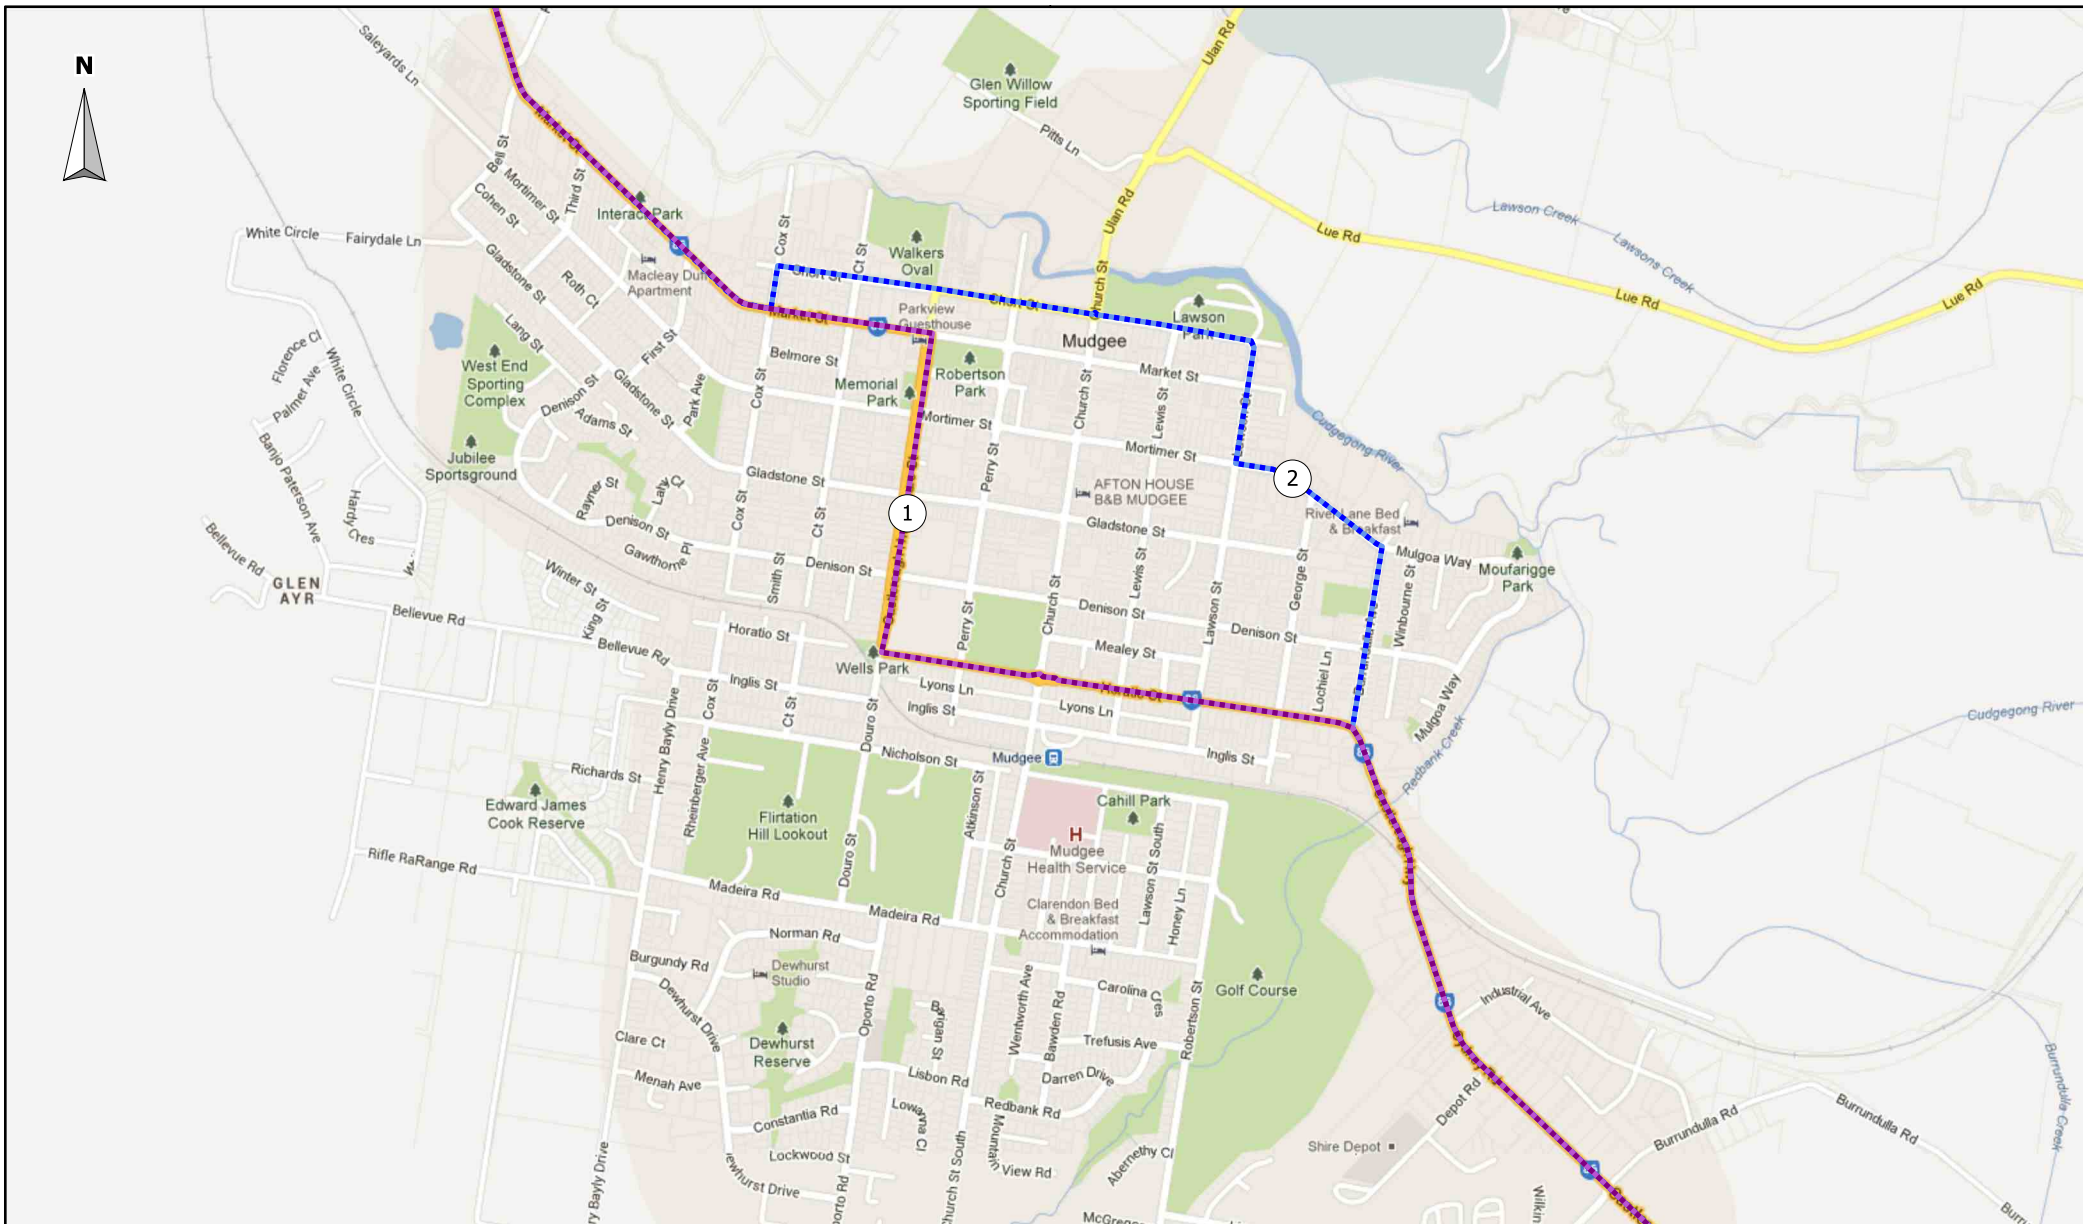 N
Saleyards Ln
Ulan Rd
Glen Willow
Sporting Field
Pitts Ln
Bell St
Mortimer St
Cohen St
Third St
Interact Park
Ulan Rd
Lawson Creek
Lawsons Creek
Lue Rd
Lue Rd
Lue Rd
White Circle
Fairydale Ln
Gladstone St
Roth Ct
Macleay
Apartment
Cox St
Ct St
Walkers
Oval
Short St
Short St
Church St
Lawson
Park
Market St
Parkview
Guesthouse
Mudgee
Belmore St
Market St
Lang St
First St
Florence Cl
Palmer Ave
White Circle
West End
Sporting
Complex
Denison St
Gladstone St
Adams St
Park Ave
Cox St
Memorial
Park
Robertson
Park
Mortimer St
Church St
Lewis St
Mortimer St
Cudgegong River
Banjo Paterson Ave
Jubilee
Sportsground
Gladstone St
Perry St
AFTON HOUSE
B&B MUDGEE
2
Rayner St
Hardy
Cres
Cox St
Ct St
1
Gladstone St
River Lane Bed
& Breakfast
Mulgoa Way
Moufarigge
Park
Bellevue Rd
Denison St
Gawthorne Pl
Denison St
Smith St
Winter St
King St
GLEN
AYR
Bellevue Rd
Lewis St
Lawson St
George St
Winbourne St
Perry St
Church St
Denison St
Denison St
Mealey St
Horatio St
Bellevue Rd
Wells Park
Inglis St
Lyons Ln
Inglis St
Lyons Ln
Lochiel Ln
Mulgoa Way
Redbank Creek
Cudgegong River
Henry Bayly Drive
Cox St
Ct St
Douro St
Nicholson St
Mudgee
Inglis St
Richards St
Rheinberger Ave
Edward James
Cook Reserve
Flirtation
Hill Lookout
Atkinson St
Cahill Park
H
Mudgee
Health Service
Church St
Douro St
Lawson St South
Honey Ln
Rifle RaRange Rd
Madeira Rd
Madeira Rd
Clarendon Bed
& Breakfast
Accommodation
Norman Rd
Burgundy Rd
Dewhurst
Studio
Dewhurst Drive
Oporto Rd
Wentworth Ave
Bawden Rd
Carolina
Cres
Robertson St
Golf Course
Industrial Ave
Clare Ct
Dewhurst
Reserve
Trefusis Ave
Menah Ave
Lisbon Rd
Darren Drive
Constantia Rd
Redbank Rd
Depot Rd
Shire Depot
Burrundulla Rd
Burrundulla Rd
Burrundulla Creek
Lockwood St
Mountain
View Rd
Abernethy Cl
Church St South